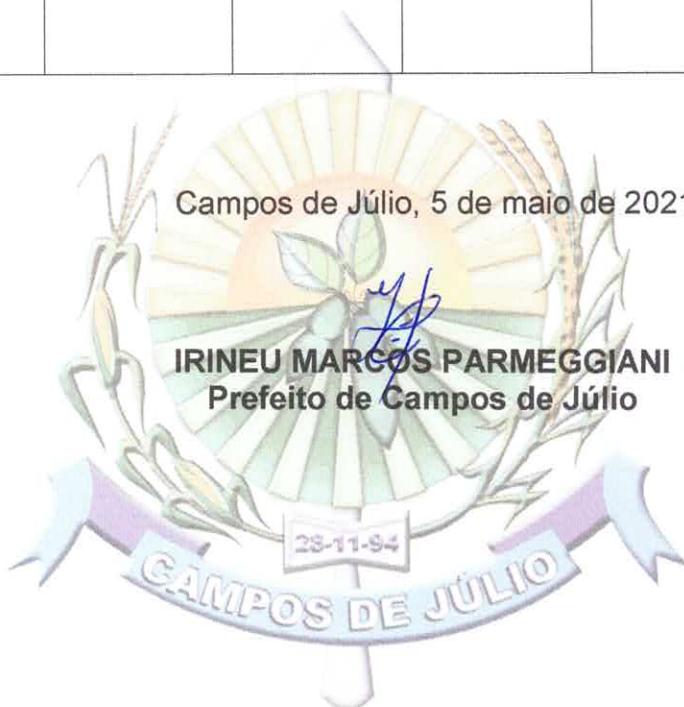 Campos de Júlio, 5 de maio de 2021
IRINEU MARCOS PARMEGGIANI
Prefeito de Campos de Júlio
28-11-94
CAMPOS DE JÚLIO